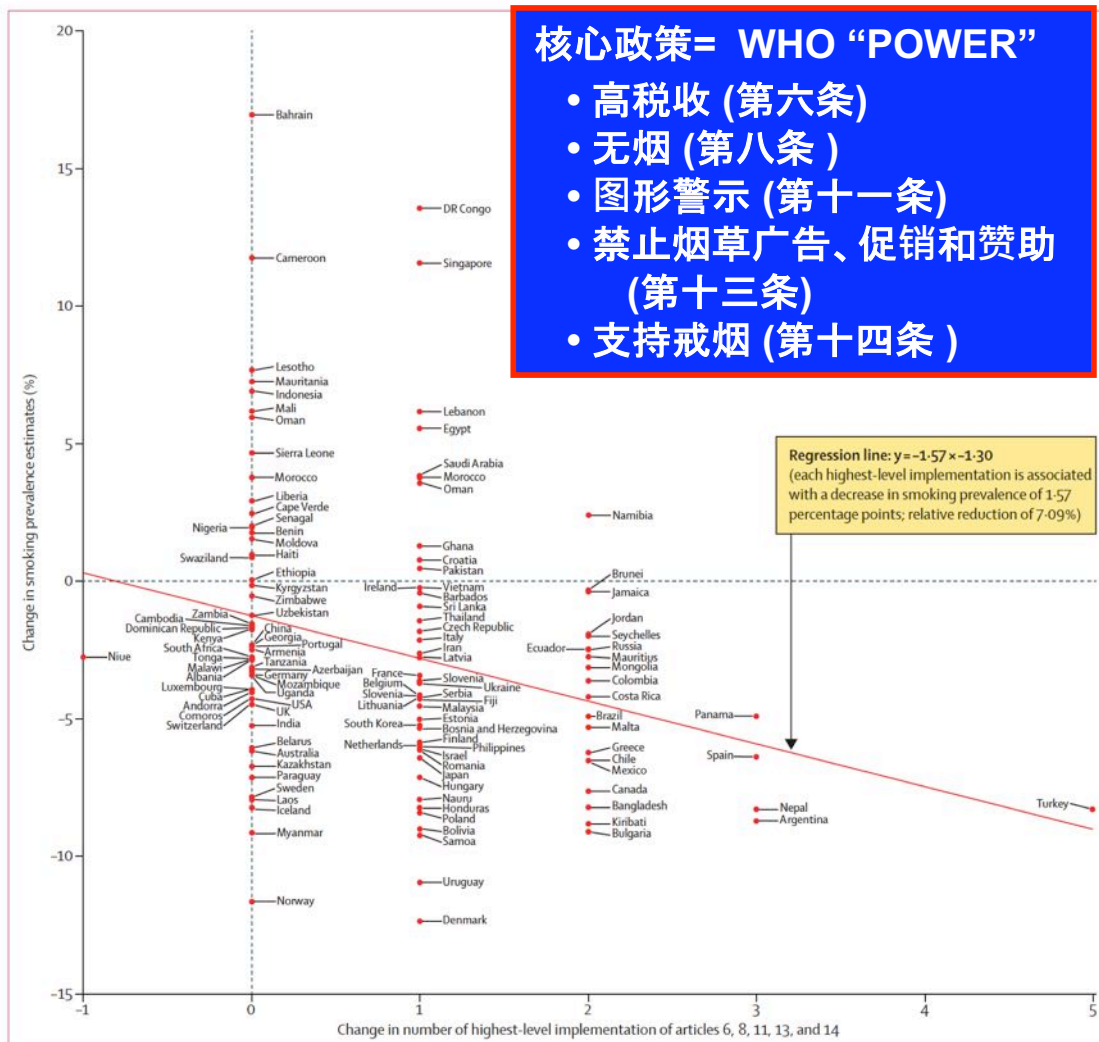 核心政策= WHO “POWER”
• 高税收 (第六条)
• 无烟 (第八条 )
• 图形警示 (第十一条)
• 禁止烟草广告、促销和赞助
(第十三条)
• 支持戒烟 (第十四条 )
Regression line: y=–1·57×–1·30
(each highest-level implementation is associated
with a decrease in smoking prevalence of 1·57
percentage points; relative reduction of 7·09%)
Change in smoking prevalence estimates (%)
20
15
10
5
0
–5
–10
–15
Niue
Bahrain
Cameroon
Lesotho
Mauritania
Indonesia
Mali
Oman
Sierra Leone
Morocco
Liberia
Cape Verde
Senagal
Nigeria
Benin
Moldova
Haiti
Swaziland
Ethiopia
Kyrgyzstan
Zimbabwe
Uzbekistan
Zambia
Cambodia
Dominican Republic
China
Kenya
Georgia
Portugal
South Africa
Armenia
Tonga
Tanzania
Malawi
Azerbaijan
Albania
Germany
Mozambique
Luxembourg
Uganda
Cuba
USA
Andorra
UK
Comoros
Switzerland
India
Belarus
Australia
Kazakhstan
Paraguay
Sweden
Laos
Iceland
Myanmar
Norway
DR Congo
Singapore
Lebanon
Egypt
Saudi Arabia
Morocco
Oman
Ghana
Croatia
Pakistan
Ireland
Vietnam
Barbados
Sri Lanka
Thailand
Czech Republic
Italy
Iran
Latvia
France
Slovenia
Belgium
Ukraine
Slovenia
Serbia
Lithuania
Fiji
Malaysia
Estonia
South Korea
Bosnia and Herzegovina
Finland
Netherlands
Philippines
Israel
Romania
Japan
Hungary
Nauru
Honduras
Poland
Bolivia
Samoa
Uruguay
Denmark
Namibia
Brunei
Jamaica
Jordan
Seychelles
Ecuador
Russia
Mauritius
Mongolia
Colombia
Costa Rica
Brazil
Malta
Greece
Chile
Mexico
Canada
Bangladesh
Kiribati
Bulgaria
Panama
Spain
Nepal
Argentina
Turkey
–1
0
1
2
3
4
5
Change in number of highest-level implementation of articles 6, 8, 11, 13, and 14